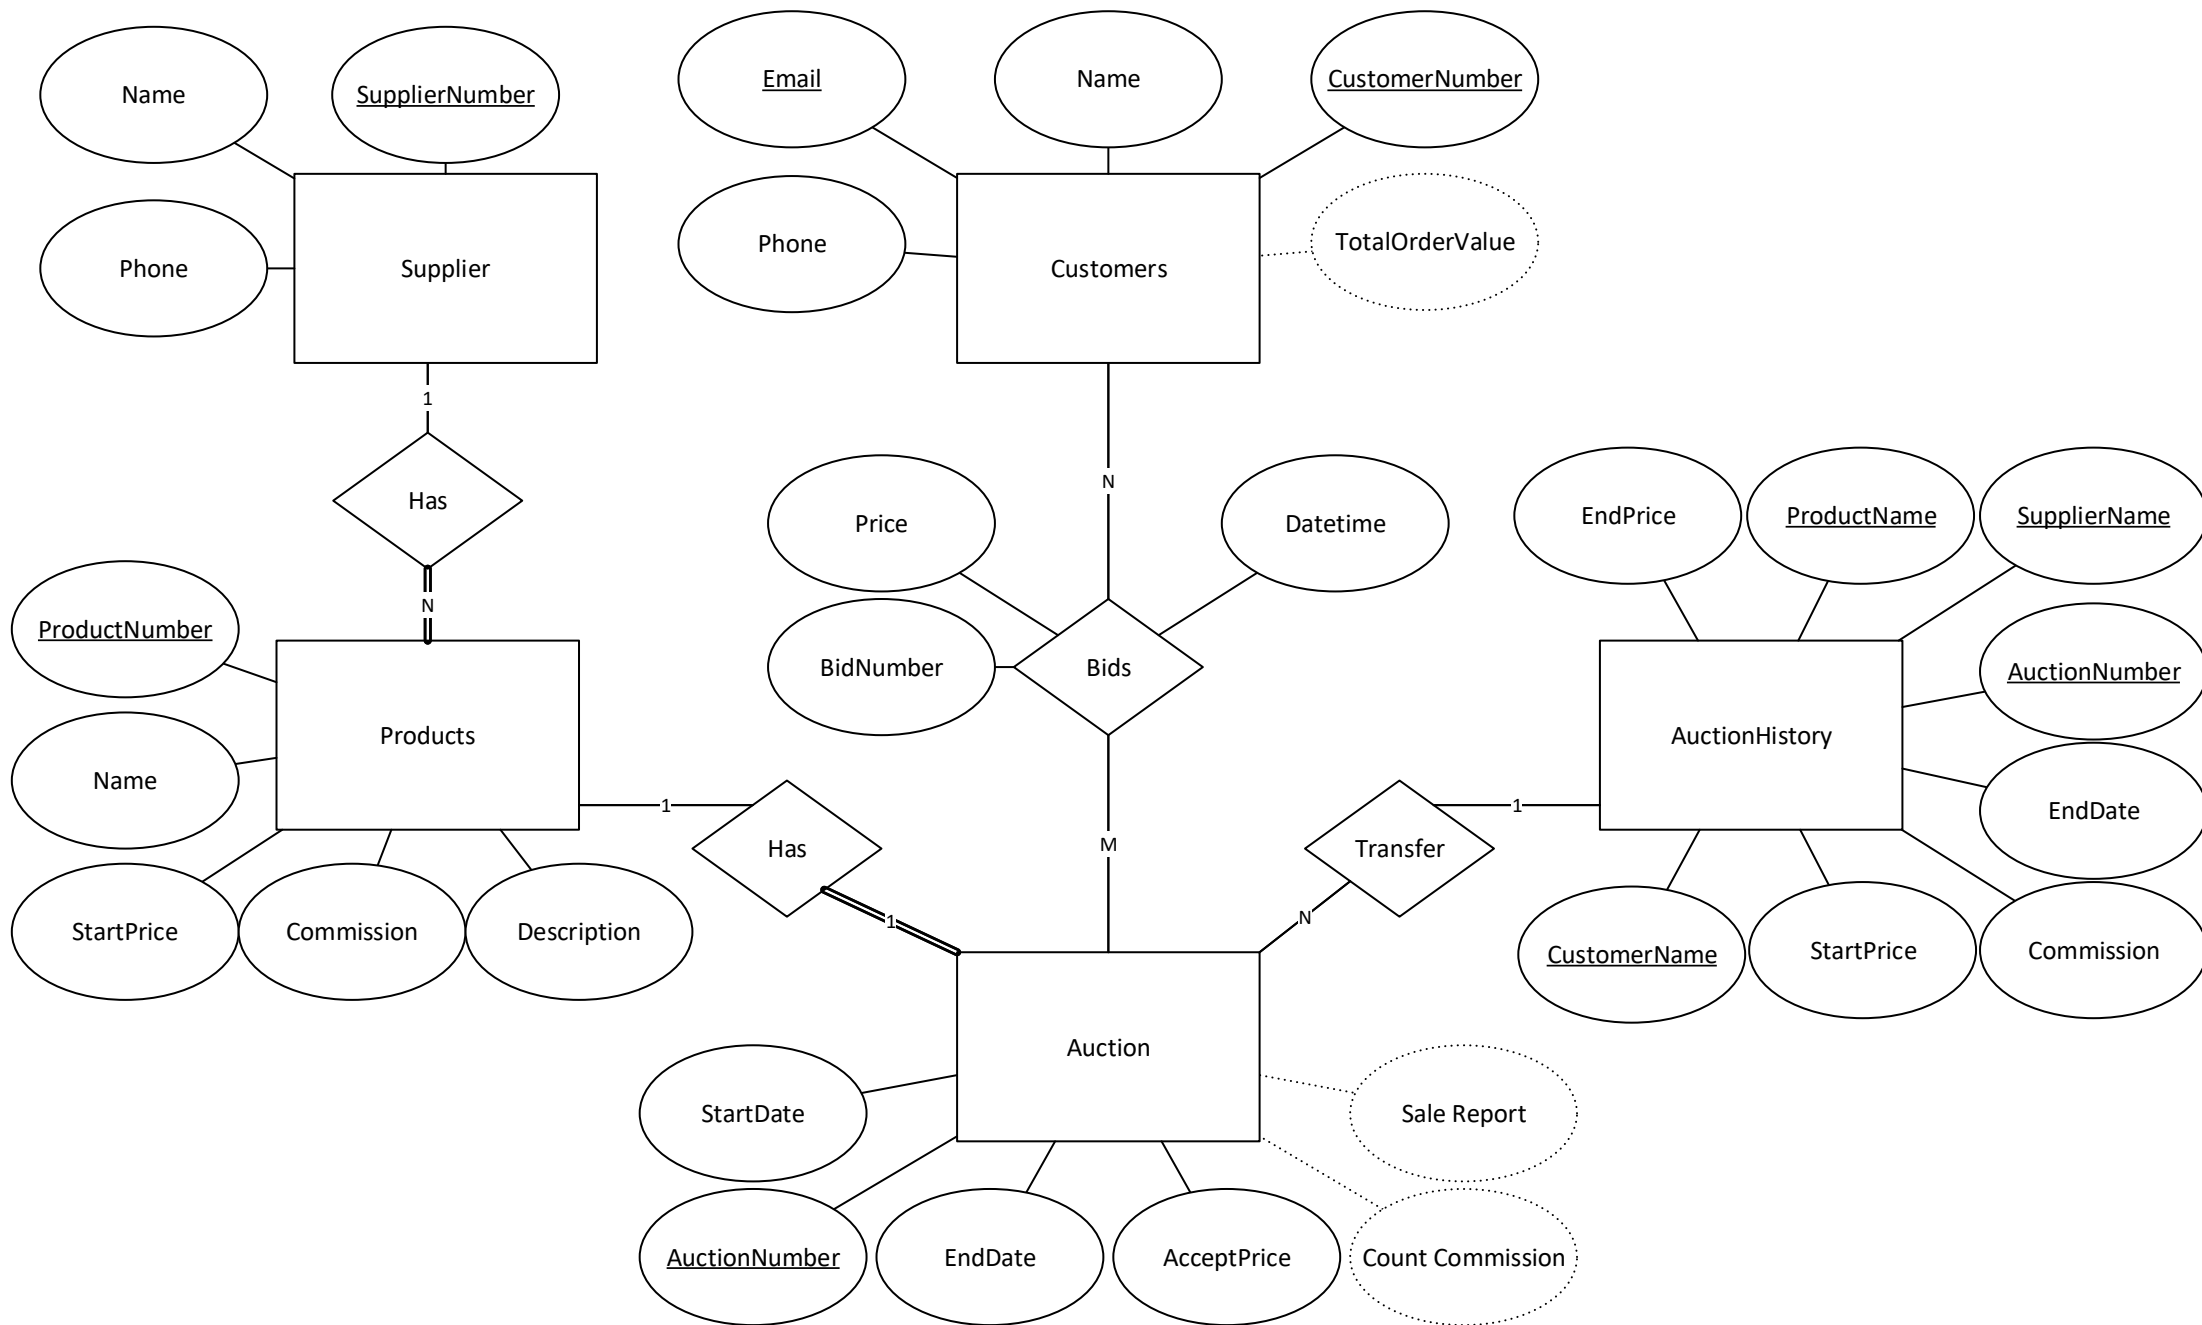 Name
SupplierNumber
Phone
Supplier
Email
Name
CustomerNumber
Phone
Customers
TotalOrderValue
1
Has
N
ProductNumber
Name
Products
StartPrice
Commission
Description
1
Has
1
N
Price
Datetime
BidNumber
Bids
M
EndPrice
ProductName
SupplierName
AuctionNumber
AuctionHistory
EndDate
CustomerName
StartPrice
Commission
1
Transfer
N
Auction
StartDate
Sale Report
AuctionNumber
EndDate
AcceptPrice
Count Commission